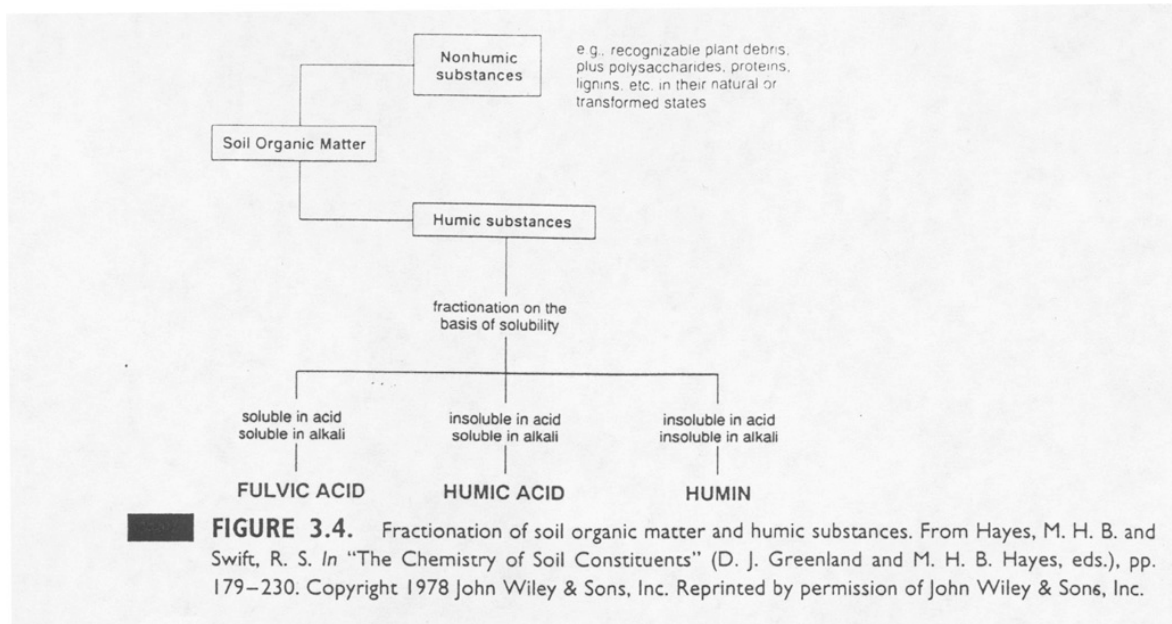 Nonhumic
substances
e.g., recognizable plant debris,
plus polysaccharides, proteins,
lignins, etc. in their natural or
transformed states
Soil Organic Matter
Humic substances
fractionation on the
basis of solubility
soluble in acid
soluble in alkali
insoluble in acid
soluble in alkali
insoluble in acid
insoluble in alkali
FULVIC ACID
HUMIC ACID
HUMIN
FIGURE 3.4. Fractionation of soil organic matter and humic substances. From Hayes, M. H. B. and
Swift, R. S. In “The Chemistry of Soil Constituents” (D. J. Greenland and M. H. B. Hayes, eds.), pp.
179–230. Copyright 1978 John Wiley & Sons, Inc. Reprinted by permission of John Wiley & Sons, Inc.